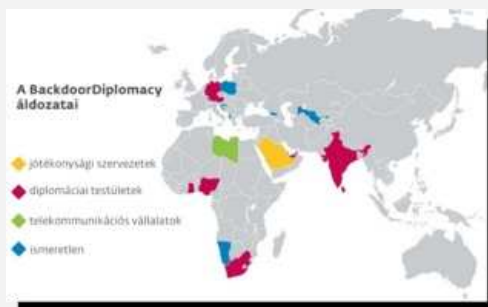 A BackdoorDiplomacy
áldozatai
jótékonysági szervezetek
diplomáciai testületek
telekommunikációs vállalatok
ismeretlen